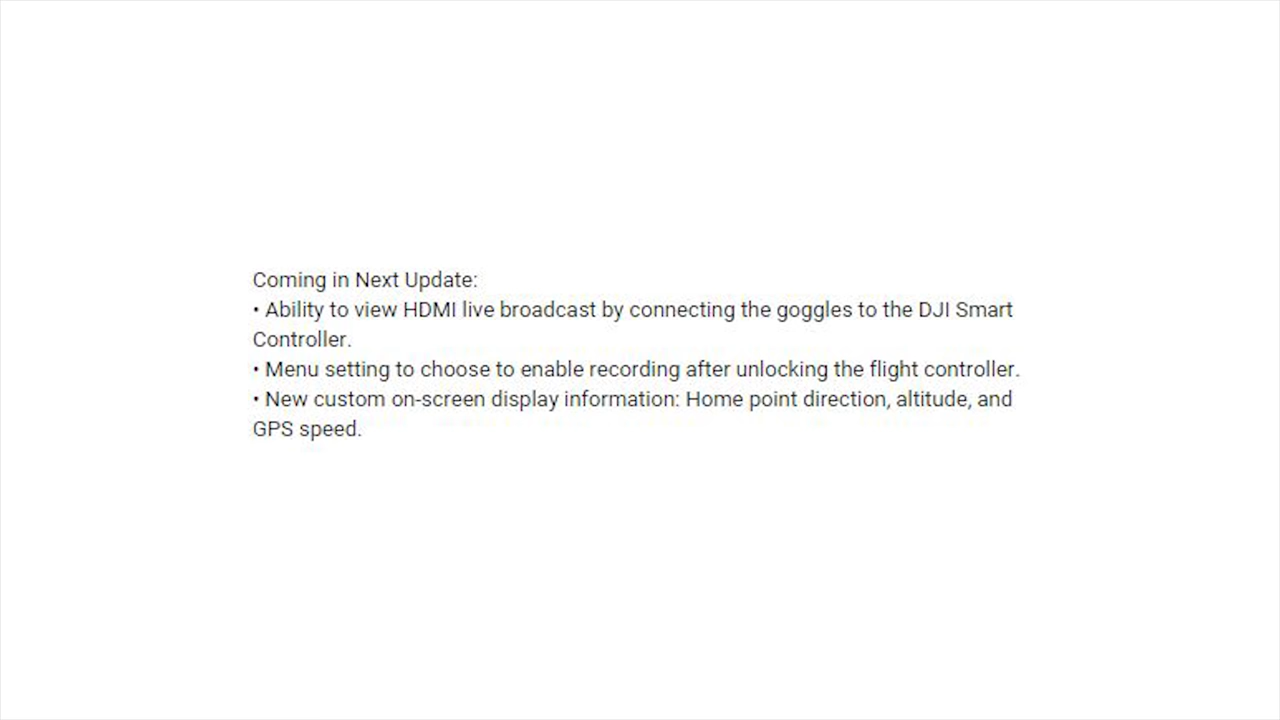 Coming in Next Update:
• Ability to view HDMI live broadcast by connecting the goggles to the DJI Smart
Controller.
• Menu setting to choose to enable recording after unlocking the flight controller.
• New custom on-screen display information: Home point direction, altitude, and
GPS speed.